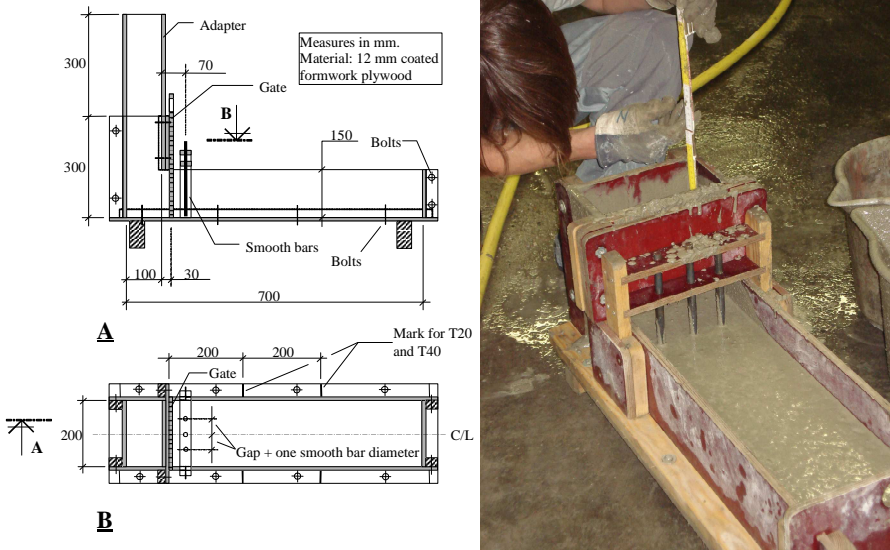 Adapter
Measures in mm.
Material: 12 mm coated
formwork plywood
300
70
Gate
B
150
Bolts
300
Smooth bars
Bolts
100
30
700
A
Mark for T20
and T40
200
200
Gate
200
A
C/L
Gap + one smooth bar diameter
B